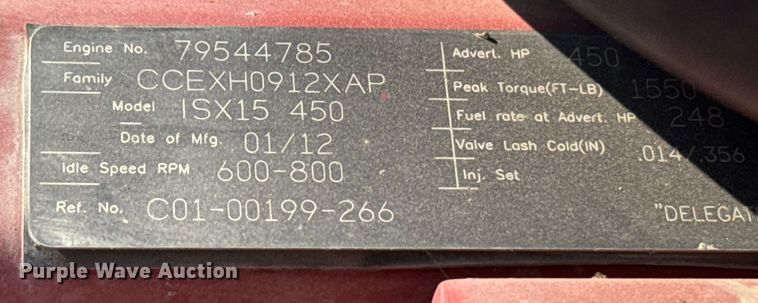 Engine No. 79544785
Family CCEXH0912XAP
Model ISX15 450
Date of Mfg. 01/12
Idle Speed RPM 600-800
Ref. No. C01-00199-266
Advert. HP 450
Peak Torque(FT-LB) 1550
Fuel rate at Advert. HP 248
Valve Lash Cold(IN) .014/.356
Inj. Set
"DELEGAT
Purple Wave Auction